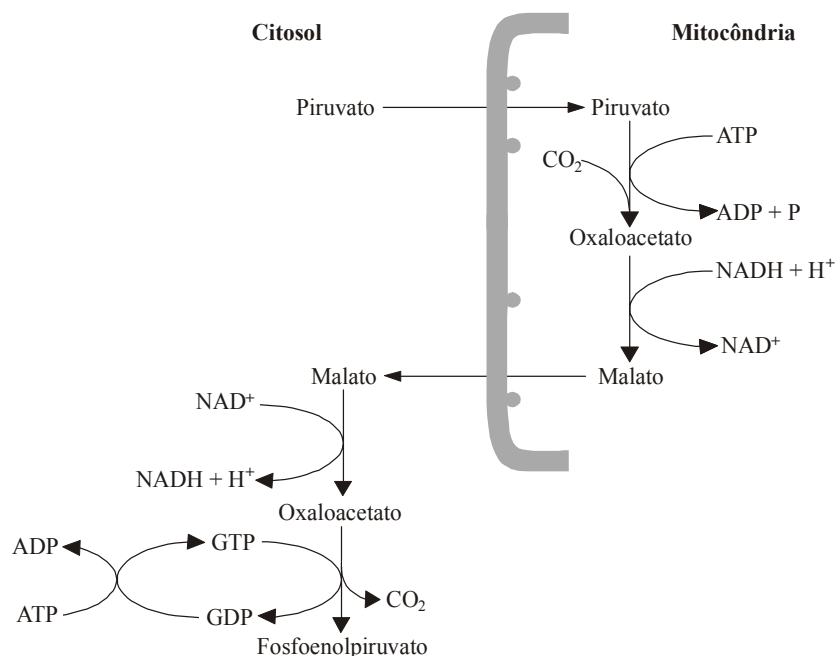 Citosol
Mitocôndria
Piruvato
Piruvato
ATP
CO₂
ADP + P
Oxaloacetato
NADH + H⁺
NAD⁺
Malato
Malato
NAD⁺
NADH + H⁺
Oxaloacetato
ADP
GTP
CO₂
ATP
GDP
Fosfoenolpiruvato